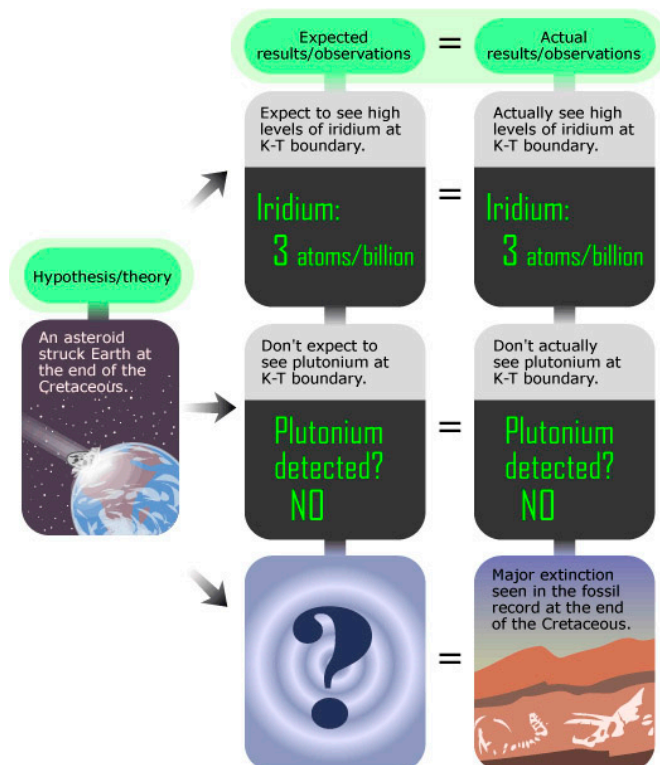 Expected
results/observations
=
Actual
results/observations
Expect to see high
levels of iridium at
K-T boundary.
Iridium:
3 atoms/billion
=
Actually see high
levels of iridium at
K-T boundary.
Iridium:
3 atoms/billion
Hypothesis/theory
An asteroid
struck Earth at
the end of the
Cretaceous.
Don't expect to
see plutonium at
K-T boundary.
Plutonium
detected?
NO
=
Don't actually
see plutonium at
K-T boundary.
Plutonium
detected?
NO
?
=
Major extinction
seen in the fossil
record at the end
of the Cretaceous.